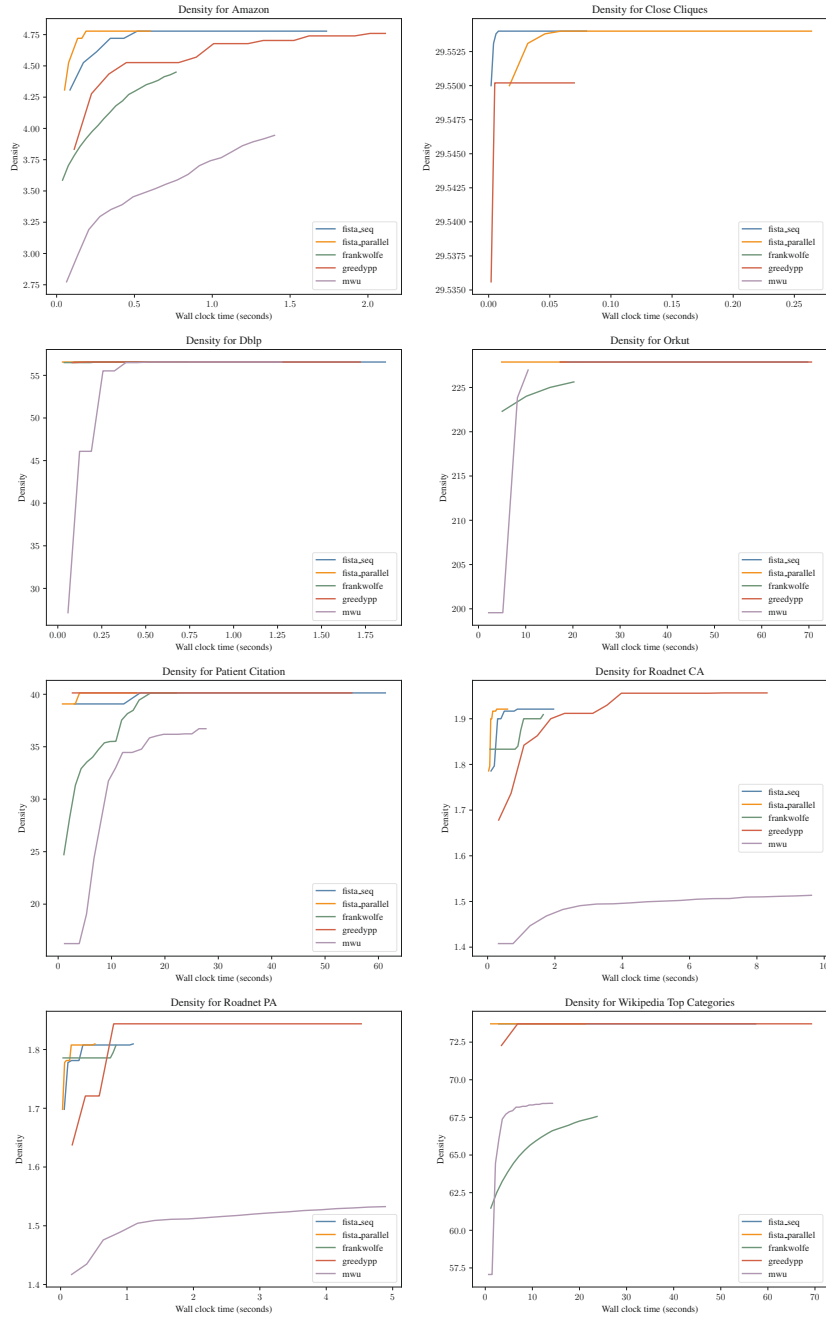 Density for Amazon
4.75
4.50
4.25
4.00
3.75
3.50
3.25
3.00
2.75
Density
0.0 0.5 1.0 1.5 2.0
Wall clock time (seconds)
fista_seq
fista_parallel
frankwolfe
greedypp
mwu
Density for Close Cliques
29.5525
29.5500
29.5475
29.5450
29.5425
29.5400
29.5375
29.5350
Density
0.00 0.05 0.10 0.15 0.20 0.25
Wall clock time (seconds)
fista_seq
fista_parallel
frankwolfe
greedypp
mwu
Density for Dblp
55
50
45
40
35
30
Density
0.00 0.25 0.50 0.75 1.00 1.25 1.50 1.75
Wall clock time (seconds)
fista_seq
fista_parallel
frankwolfe
greedypp
mwu
Density for Orkut
225
220
215
210
205
200
Density
0 10 20 30 40 50 60 70
Wall clock time (seconds)
fista_seq
fista_parallel
frankwolfe
greedypp
mwu
Density for Patient Citation
40
35
30
25
20
Density
0 10 20 30 40 50 60
Wall clock time (seconds)
fista_seq
fista_parallel
frankwolfe
greedypp
mwu
Density for Roadnet CA
1.9
1.8
1.7
1.6
1.5
1.4
Density
0 2 4 6 8 10
Wall clock time (seconds)
fista_seq
fista_parallel
frankwolfe
greedypp
mwu
Density for Roadnet PA
1.8
1.7
1.6
1.5
1.4
Density
0 1 2 3 4 5
Wall clock time (seconds)
fista_seq
fista_parallel
frankwolfe
greedypp
mwu
Density for Wikipedia Top Categories
72.5
70.0
67.5
65.0
62.5
60.0
57.5
Density
0 10 20 30 40 50 60 70
Wall clock time (seconds)
fista_seq
fista_parallel
frankwolfe
greedypp
mwu